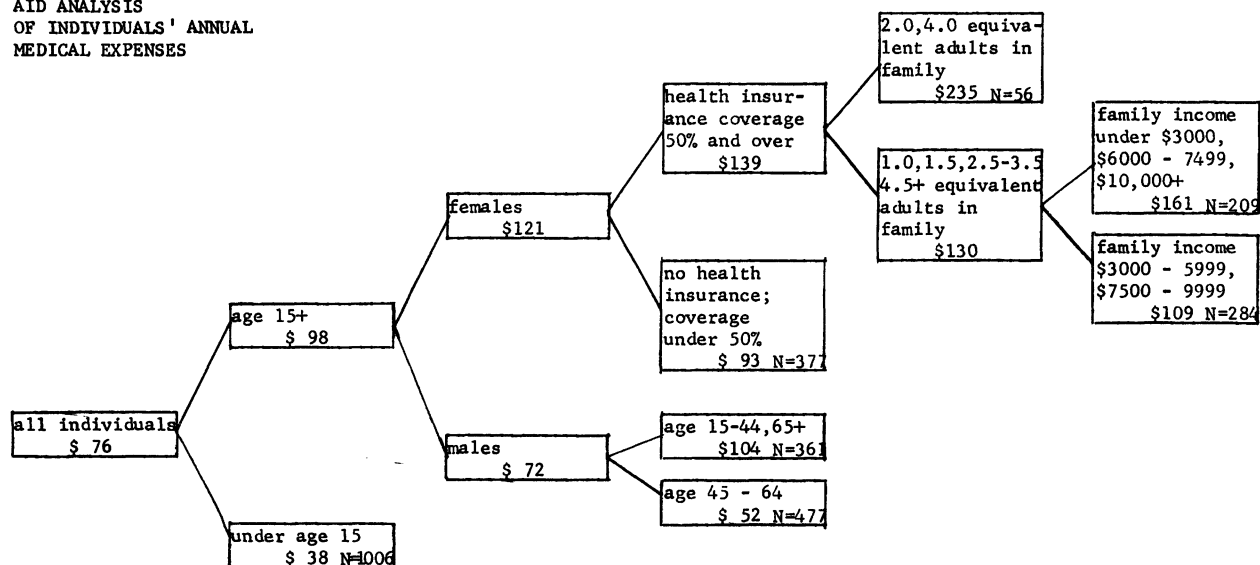 AID ANALYSIS
OF INDIVIDUALS' ANNUAL
MEDICAL EXPENSES
all individuals
$ 76
age 15+
$ 98
under age 15
$ 38 N=1006
females
$121
males
$ 72
health insur-
ance coverage
50% and over
$139
no health
insurance;
coverage
under 50%
$ 93 N=377
age 15-44,65+
$104 N=361
age 45 - 64
$ 52 N=477
2.0,4.0 equiva-
lent adults in
family
$235 N=56
1.0,1.5,2.5-3.5
4.5+ equivalent
adults in
family
$130
family income
under $3000,
$6000 - 7499,
$10,000+
$161 N=209
family income
$3000 - 5999,
$7500 - 9999
$109 N=284